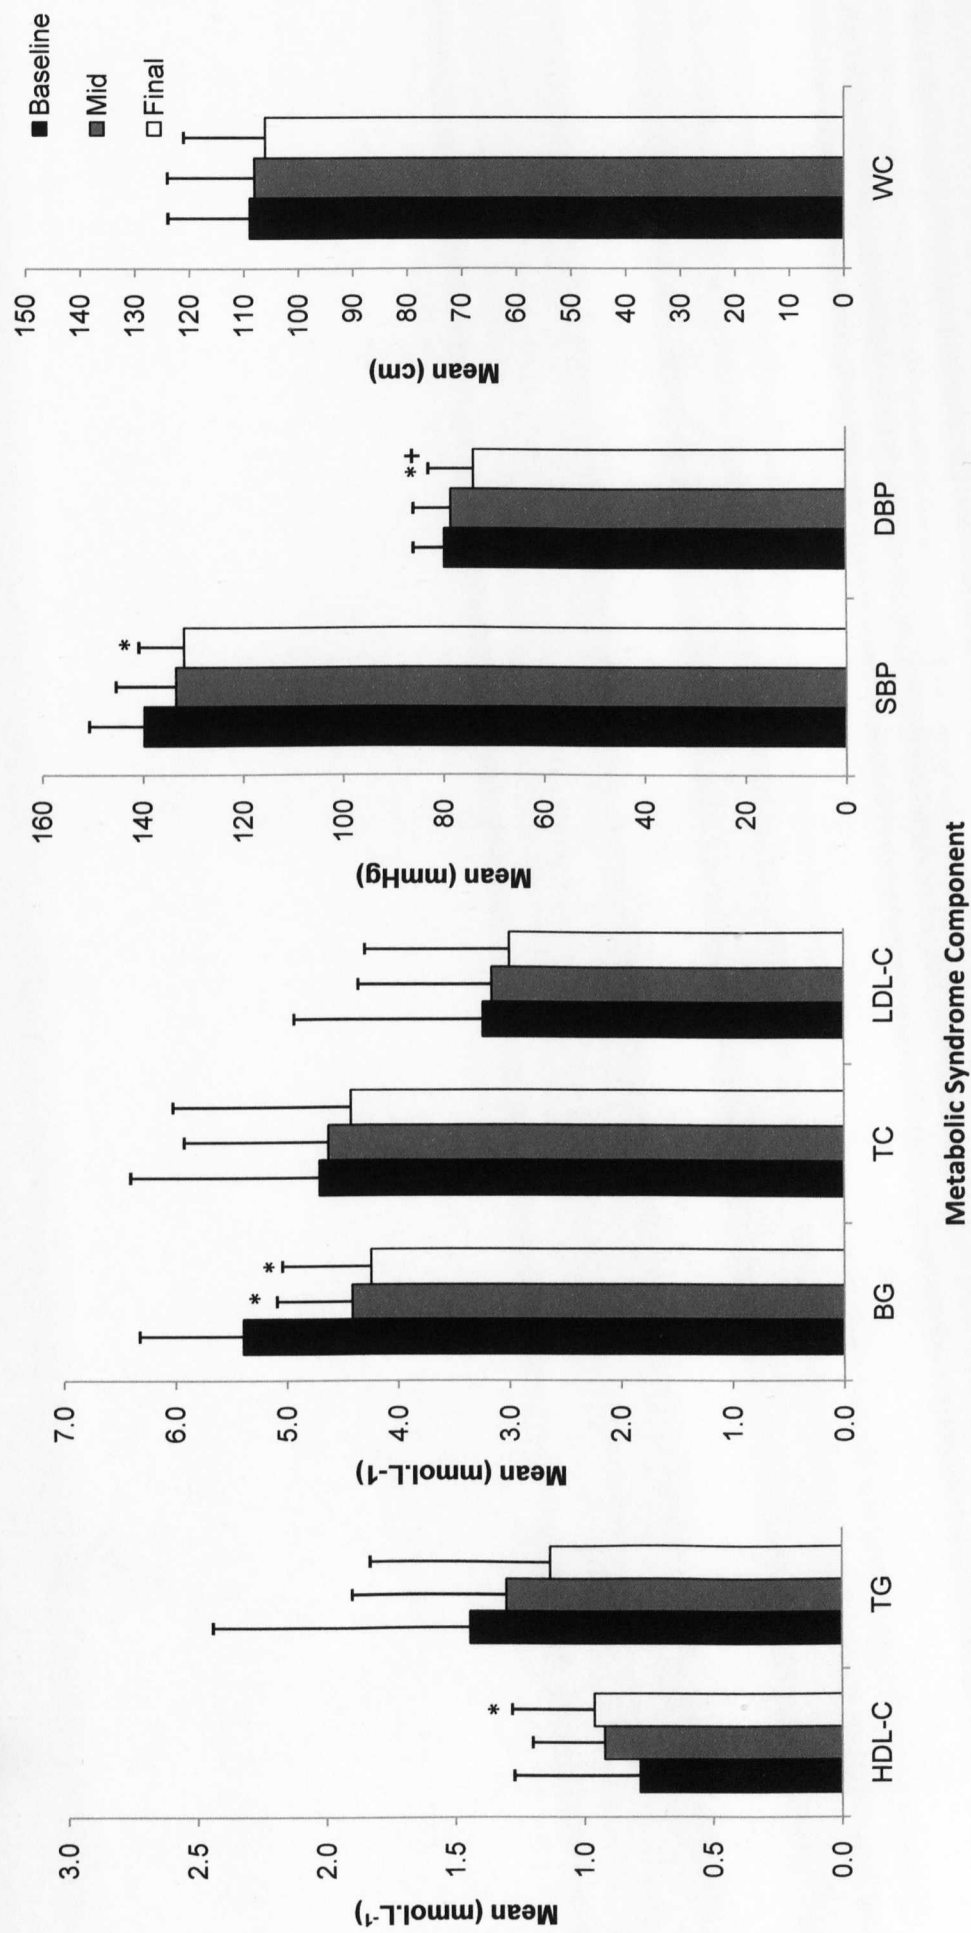 Baseline
Mid
Final
Mean (mmol.L-1)
3.0
2.5
2.0
1.5
1.0
0.5
0.0
*
HDL-C
TG
Mean (mmol.L-1)
7.0
6.0
5.0
4.0
3.0
2.0
1.0
0.0
* *
BG
TC
LDL-C
Mean (mmHg)
160
140
120
100
80
60
40
20
0
*
*+
SBP
DBP
Mean (cm)
150
140
130
120
110
100
90
80
70
60
50
40
30
20
10
0
WC
Metabolic Syndrome Component